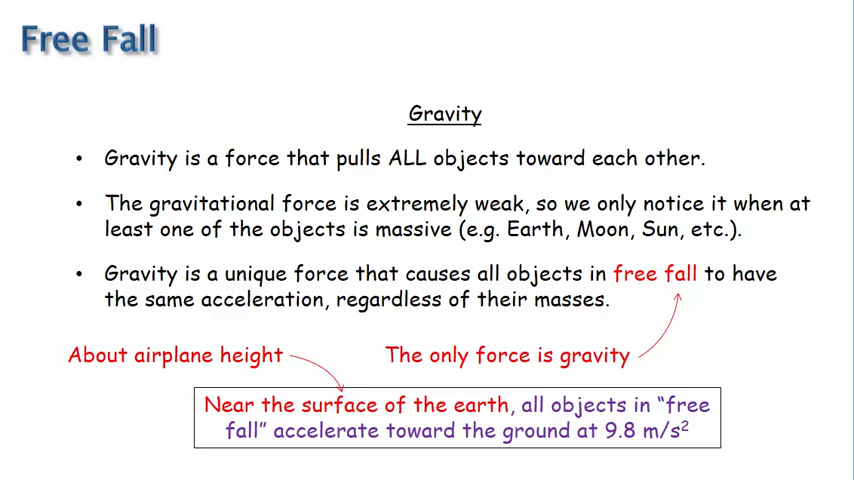 Free Fall
Gravity
• Gravity is a force that pulls ALL objects toward each other.
• The gravitational force is extremely weak, so we only notice it when at
least one of the objects is massive (e.g. Earth, Moon, Sun, etc.).
• Gravity is a unique force that causes all objects in free fall to have
the same acceleration, regardless of their masses.
About airplane height
The only force is gravity
Near the surface of the earth, all objects in “free
fall” accelerate toward the ground at 9.8 m/s²